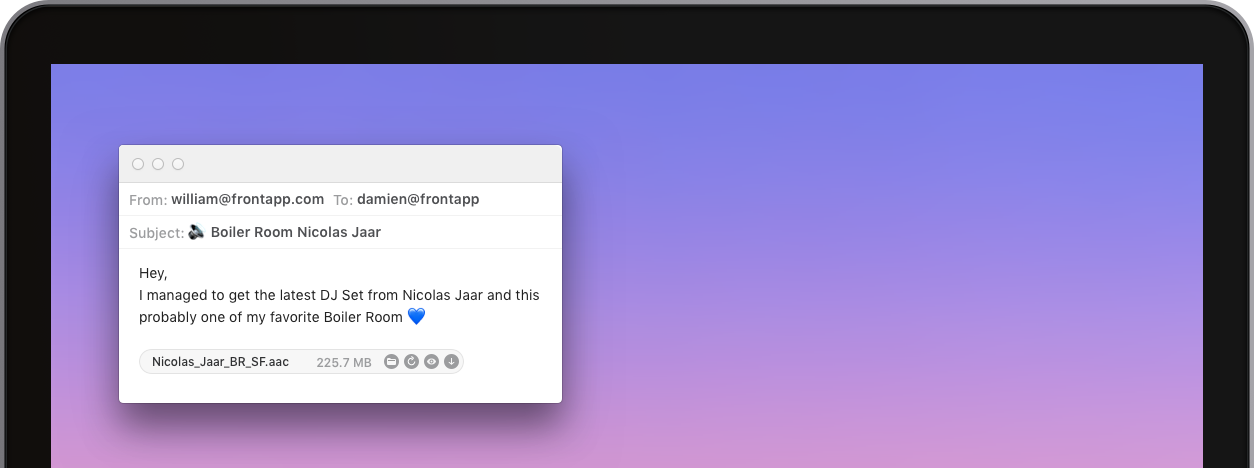 From: william@frontapp.com To: damien@frontapp
Subject: 🔊 Boiler Room Nicolas Jaar
Hey,
I managed to get the latest DJ Set from Nicolas Jaar and this
probably one of my favorite Boiler Room 💙
Nicolas_Jaar_BR_SF.aac 225.7 MB